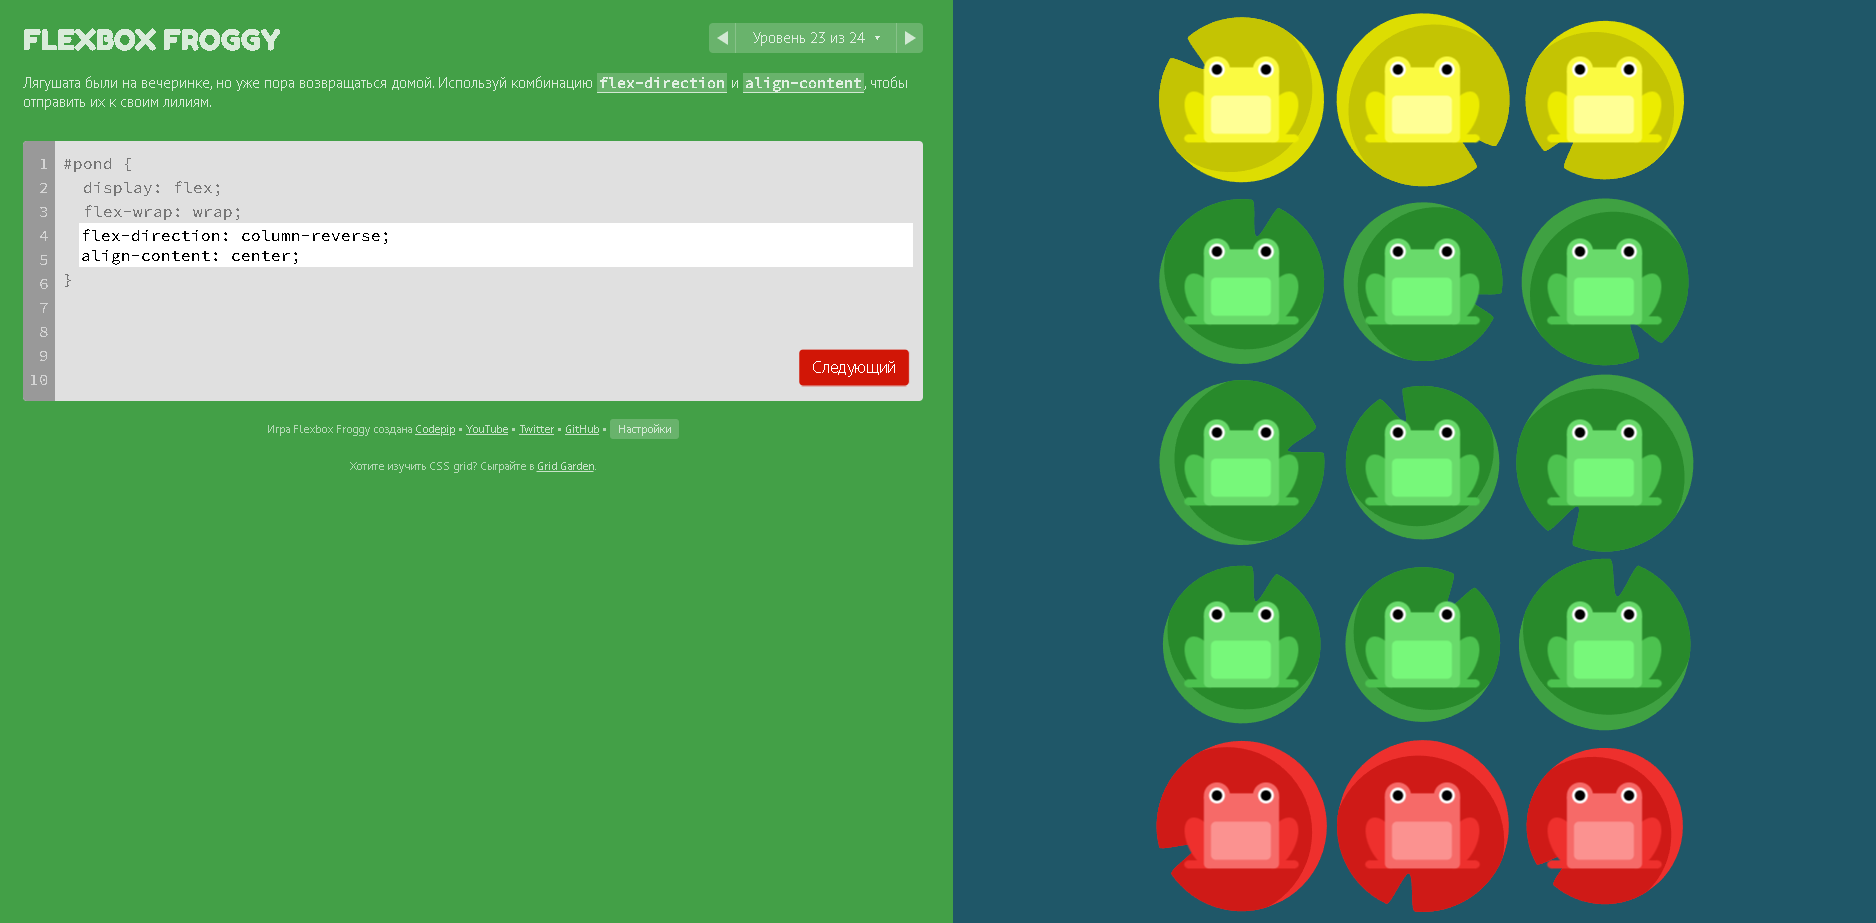 FLEXBOX FROGGY
Уровень 23 из 24
Лягушата были на вечеринке, но уже пора возвращаться домой. Используй комбинацию flex-direction и align-content, чтобы
отправить их к своим лилиям.
1 #pond {
2 display: flex;
3 flex-wrap: wrap;
4 flex-direction: column-reverse;
5 align-content: center;
6 }
7
8
9
10
Следующий
Игра Flexbox Froggy создана Codepip • YouTube • Twitter • GitHub • Настройки
Хотите изучить CSS grid? Сыграйте в Grid Garden.